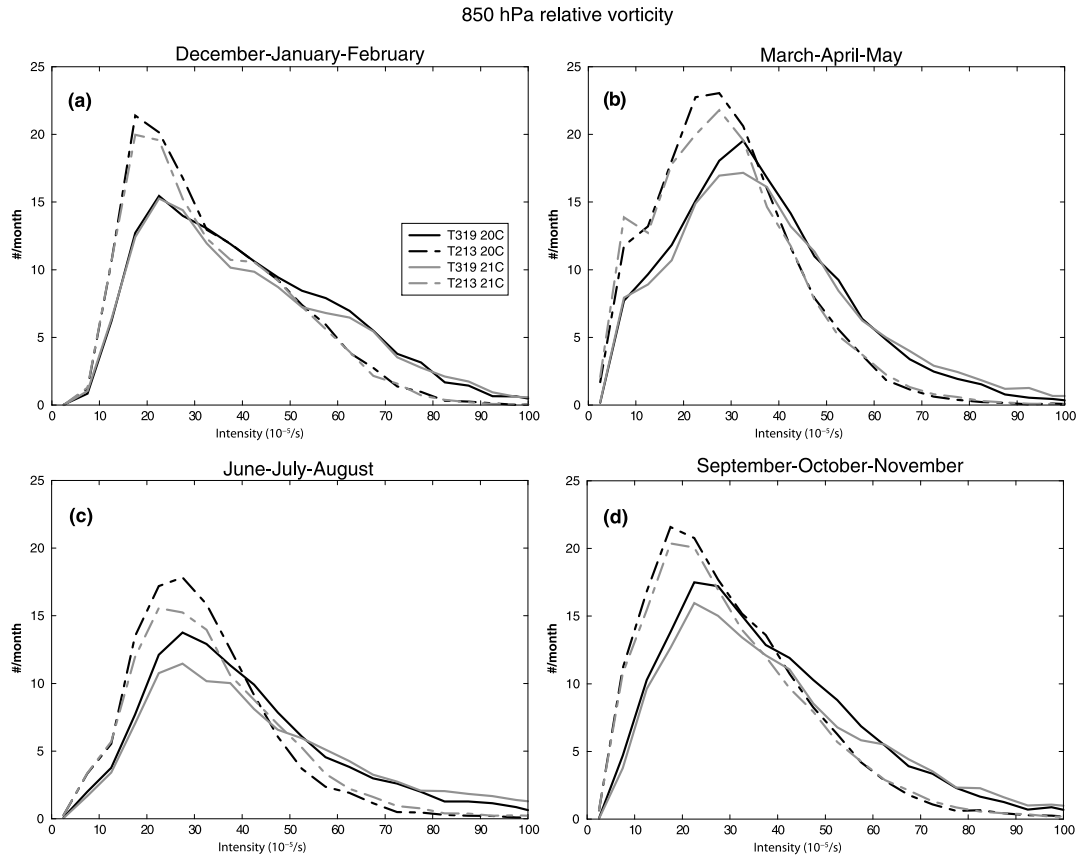 850 hPa relative vorticity
December-January-February
(a)
25
20
15
10
5
0
#/month
T319 20C
T213 20C
T319 21C
T213 21C
0 10 20 30 40 50 60 70 80 90 100
Intensity (10⁻⁵/s)
March-April-May
(b)
25
20
15
10
5
0
#/month
0 10 20 30 40 50 60 70 80 90 100
Intensity (10⁻⁵/s)
June-July-August
(c)
25
20
15
10
5
0
#/month
0 10 20 30 40 50 60 70 80 90 100
Intensity (10⁻⁵/s)
September-October-November
(d)
25
20
15
10
5
0
#/month
0 10 20 30 40 50 60 70 80 90 100
Intensity (10⁻⁵/s)